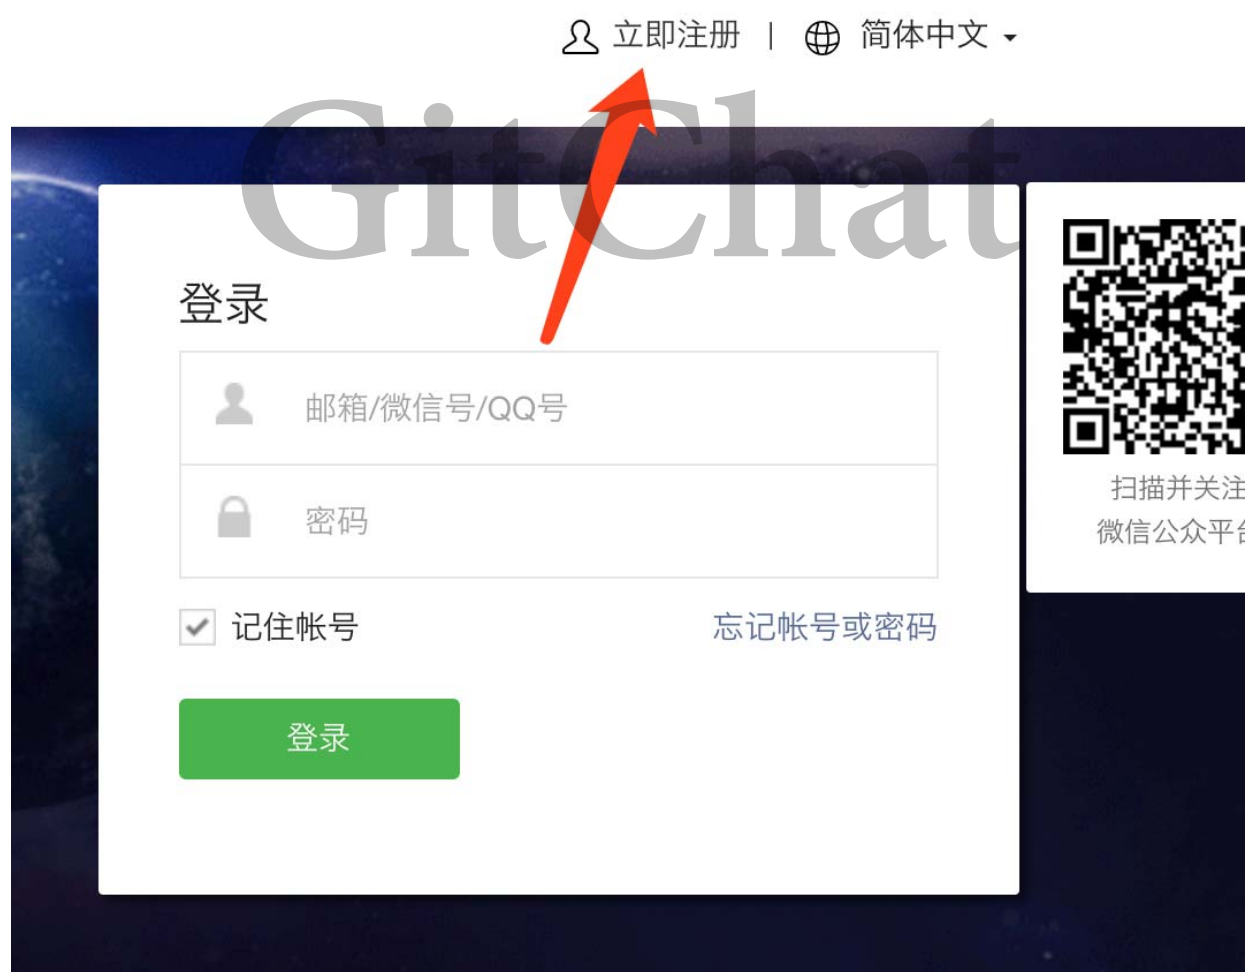 立即注册 | 简体中文
GitChat
登录
邮箱/微信号/QQ号
密码
记住帐号 忘记帐号或密码
登录
扫描并关注
微信公众平